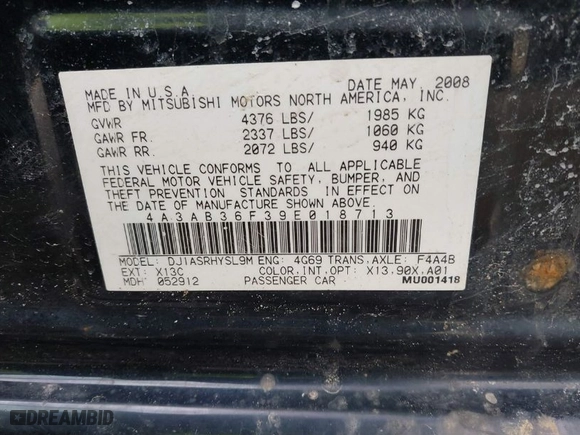 MADE IN U.S.A. DATE MAY, 2008
MFD BY MITSUBISHI MOTORS NORTH AMERICA, INC.
GVWR 4376 LBS/ 1985 KG
GAWR FR. 2337 LBS/ 1060 KG
GAWR RR. 2072 LBS/ 940 KG
THIS VEHICLE CONFORMS TO ALL APPLICABLE
FEDERAL MOTOR VEHICLE SAFETY, BUMPER, AND
THEFT PREVENTION STANDARDS IN EFFECT ON
THE DATE OF MANUFACTURE SHOWN ABOVE.
4A3AB36F39E018713
MODEL: DJ1ASRHYSL9M ENG: 4G69 TRANS,AXLE: F4A4B
EXT: X13C COLOR,INT,OPT: X13,90X,A01
MDH: 052912 PASSENGER CAR MU001418
DREAMBID